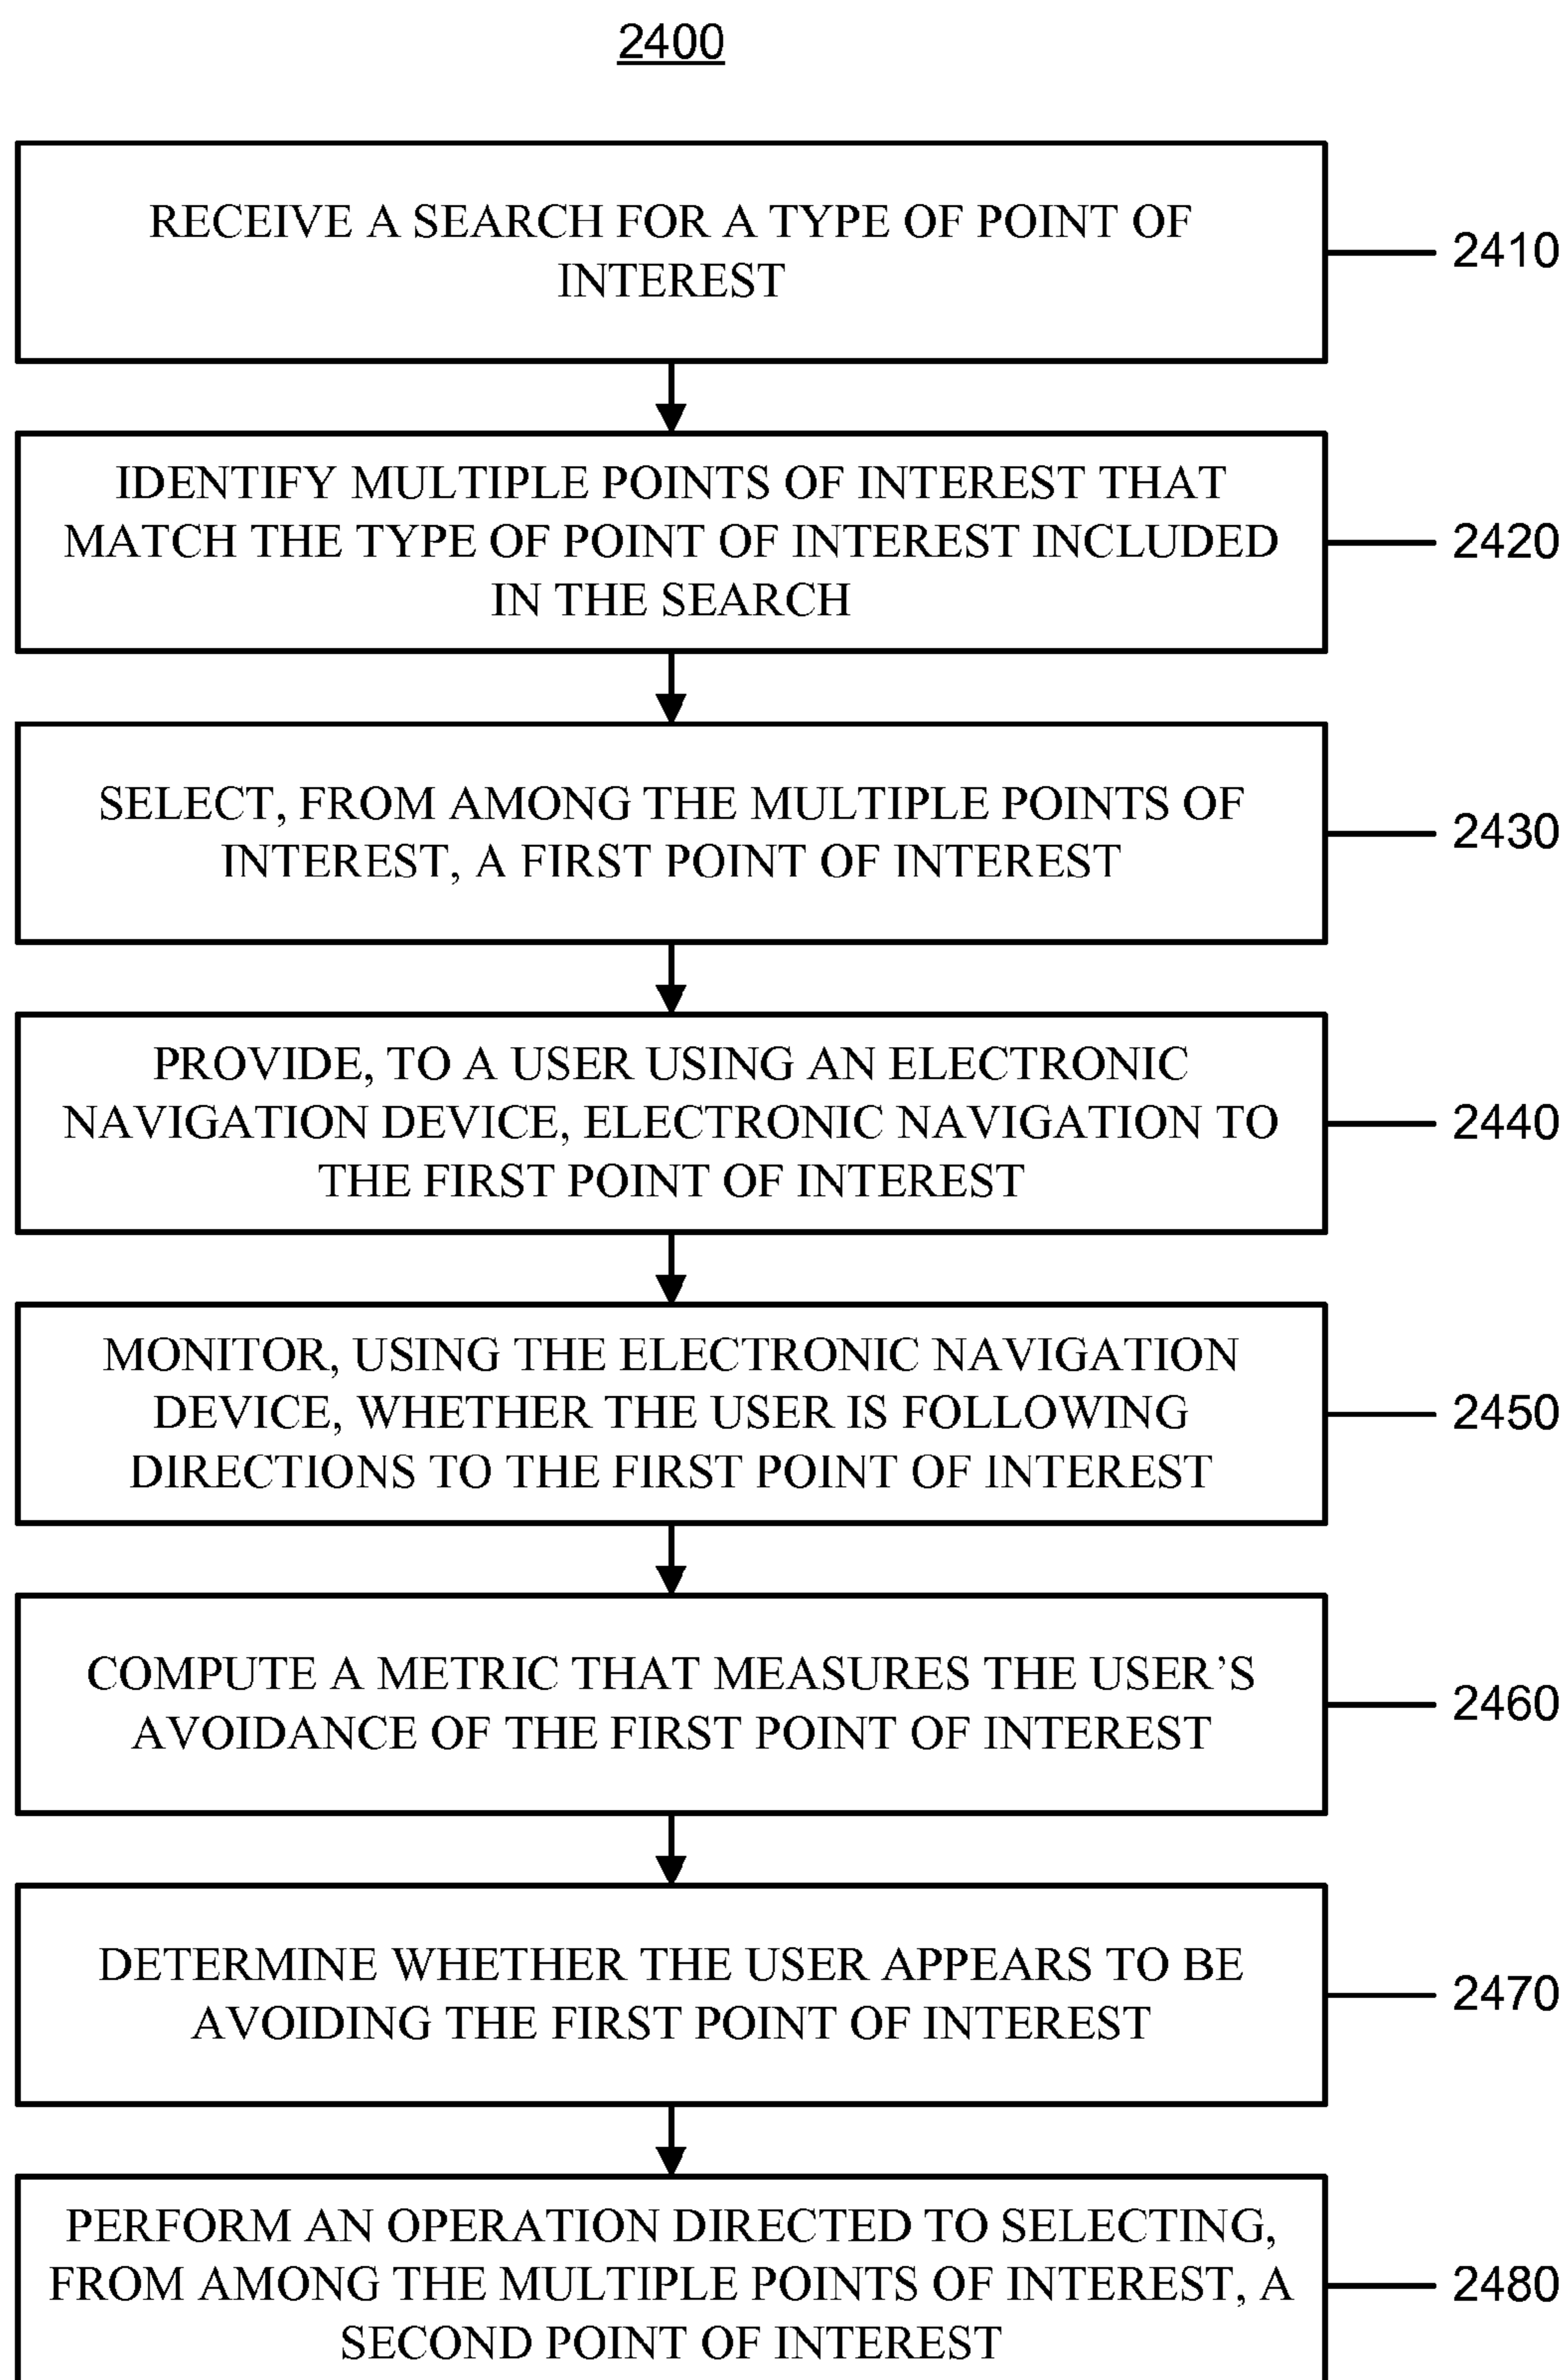 2400
RECEIVE A SEARCH FOR A TYPE OF POINT OF
INTEREST
2410
IDENTIFY MULTIPLE POINTS OF INTEREST THAT
MATCH THE TYPE OF POINT OF INTEREST INCLUDED
IN THE SEARCH
2420
SELECT, FROM AMONG THE MULTIPLE POINTS OF
INTEREST, A FIRST POINT OF INTEREST
2430
PROVIDE, TO A USER USING AN ELECTRONIC
NAVIGATION DEVICE, ELECTRONIC NAVIGATION TO
THE FIRST POINT OF INTEREST
2440
MONITOR, USING THE ELECTRONIC NAVIGATION
DEVICE, WHETHER THE USER IS FOLLOWING
DIRECTIONS TO THE FIRST POINT OF INTEREST
2450
COMPUTE A METRIC THAT MEASURES THE USER’S
AVOIDANCE OF THE FIRST POINT OF INTEREST
2460
DETERMINE WHETHER THE USER APPEARS TO BE
AVOIDING THE FIRST POINT OF INTEREST
2470
PERFORM AN OPERATION DIRECTED TO SELECTING,
FROM AMONG THE MULTIPLE POINTS OF INTEREST, A
SECOND POINT OF INTEREST
2480